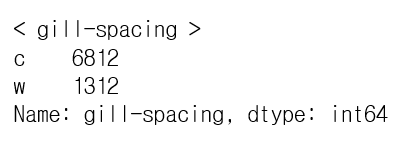 < gill-spacing >
c    6812
w    1312
Name: gill-spacing, dtype: int64